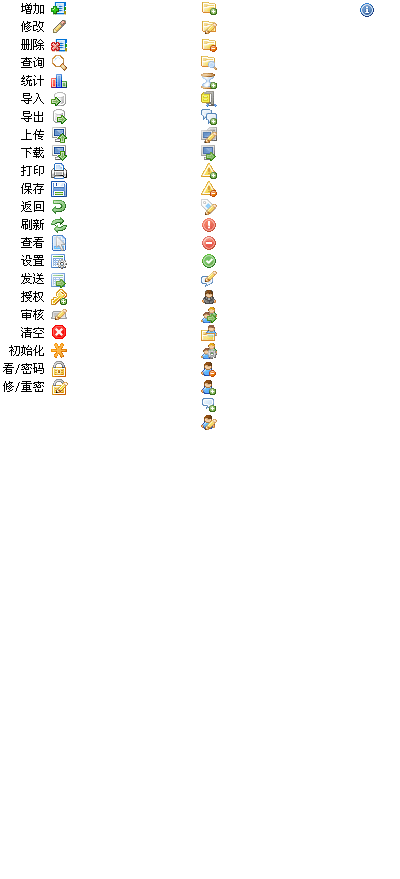 增加
修改
删除
查询
统计
导入
导出
上传
下载
打印
保存
返回
刷新
查看
设置
发送
授权
审核
清空
初始化
看/密码
修/重密